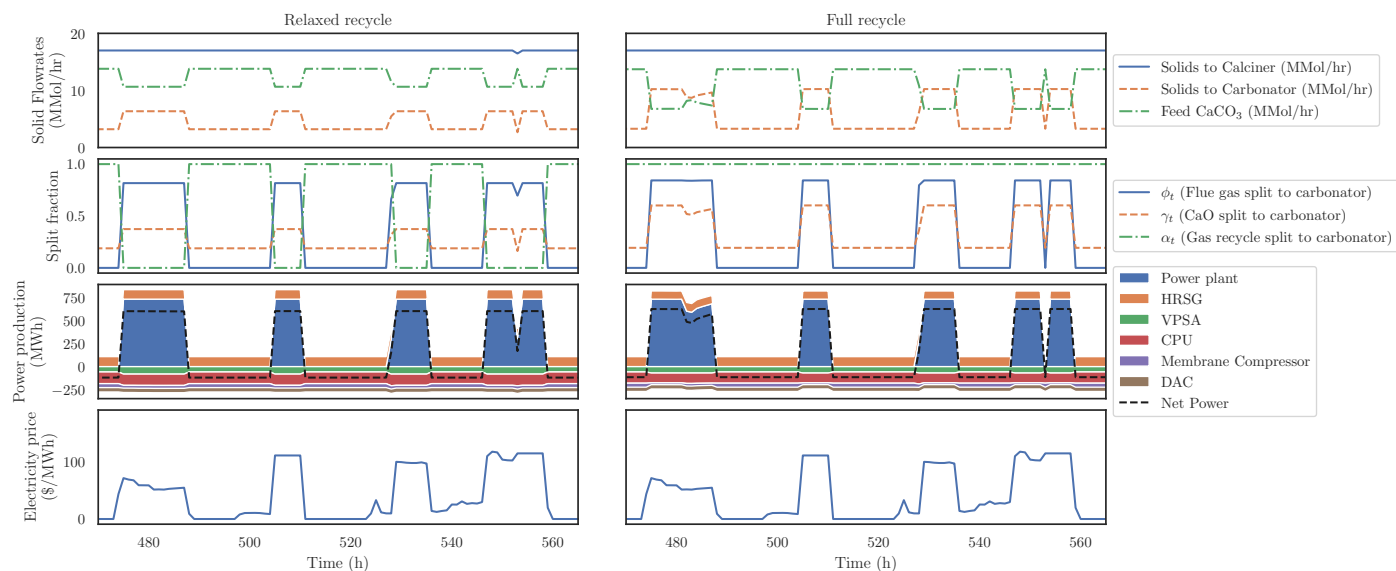 Relaxed recycle
Full recycle
Solid Flowrates
(MMol/hr)
20
10
0
Solids to Calciner (MMol/hr)
Solids to Carbonator (MMol/hr)
Feed CaCO₃ (MMol/hr)
Split fraction
1.0
0.5
0.0
ϕₜ (Flue gas split to carbonator)
γₜ (CaO split to carbonator)
αₜ (Gas recycle split to carbonator)
Power production
(MWh)
750
500
250
0
−250
Power plant
HRSG
VPSA
CPU
Membrane Compressor
DAC
Net Power
Electricity price
($/MWh)
100
0
480 500 520 540 560
Time (h)
480 500 520 540 560
Time (h)